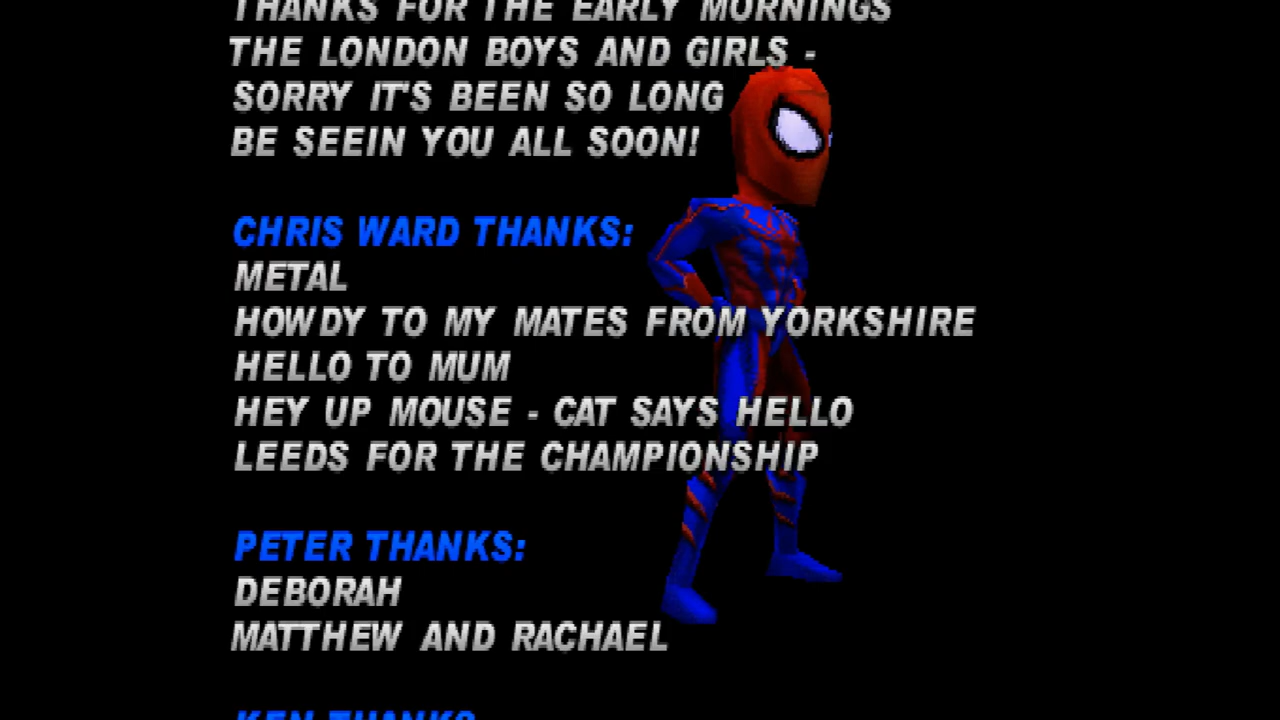 THANKS FOR THE EARLY MORNINGS
THE LONDON BOYS AND GIRLS -
SORRY IT'S BEEN SO LONG
BE SEEIN YOU ALL SOON!
CHRIS WARD THANKS:
METAL
HOWDY TO MY MATES FROM YORKSHIRE
HELLO TO MUM
HEY UP MOUSE - CAT SAYS HELLO
LEEDS FOR THE CHAMPIONSHIP
PETER THANKS:
DEBORAH
MATTHEW AND RACHAEL
KEN THANKS